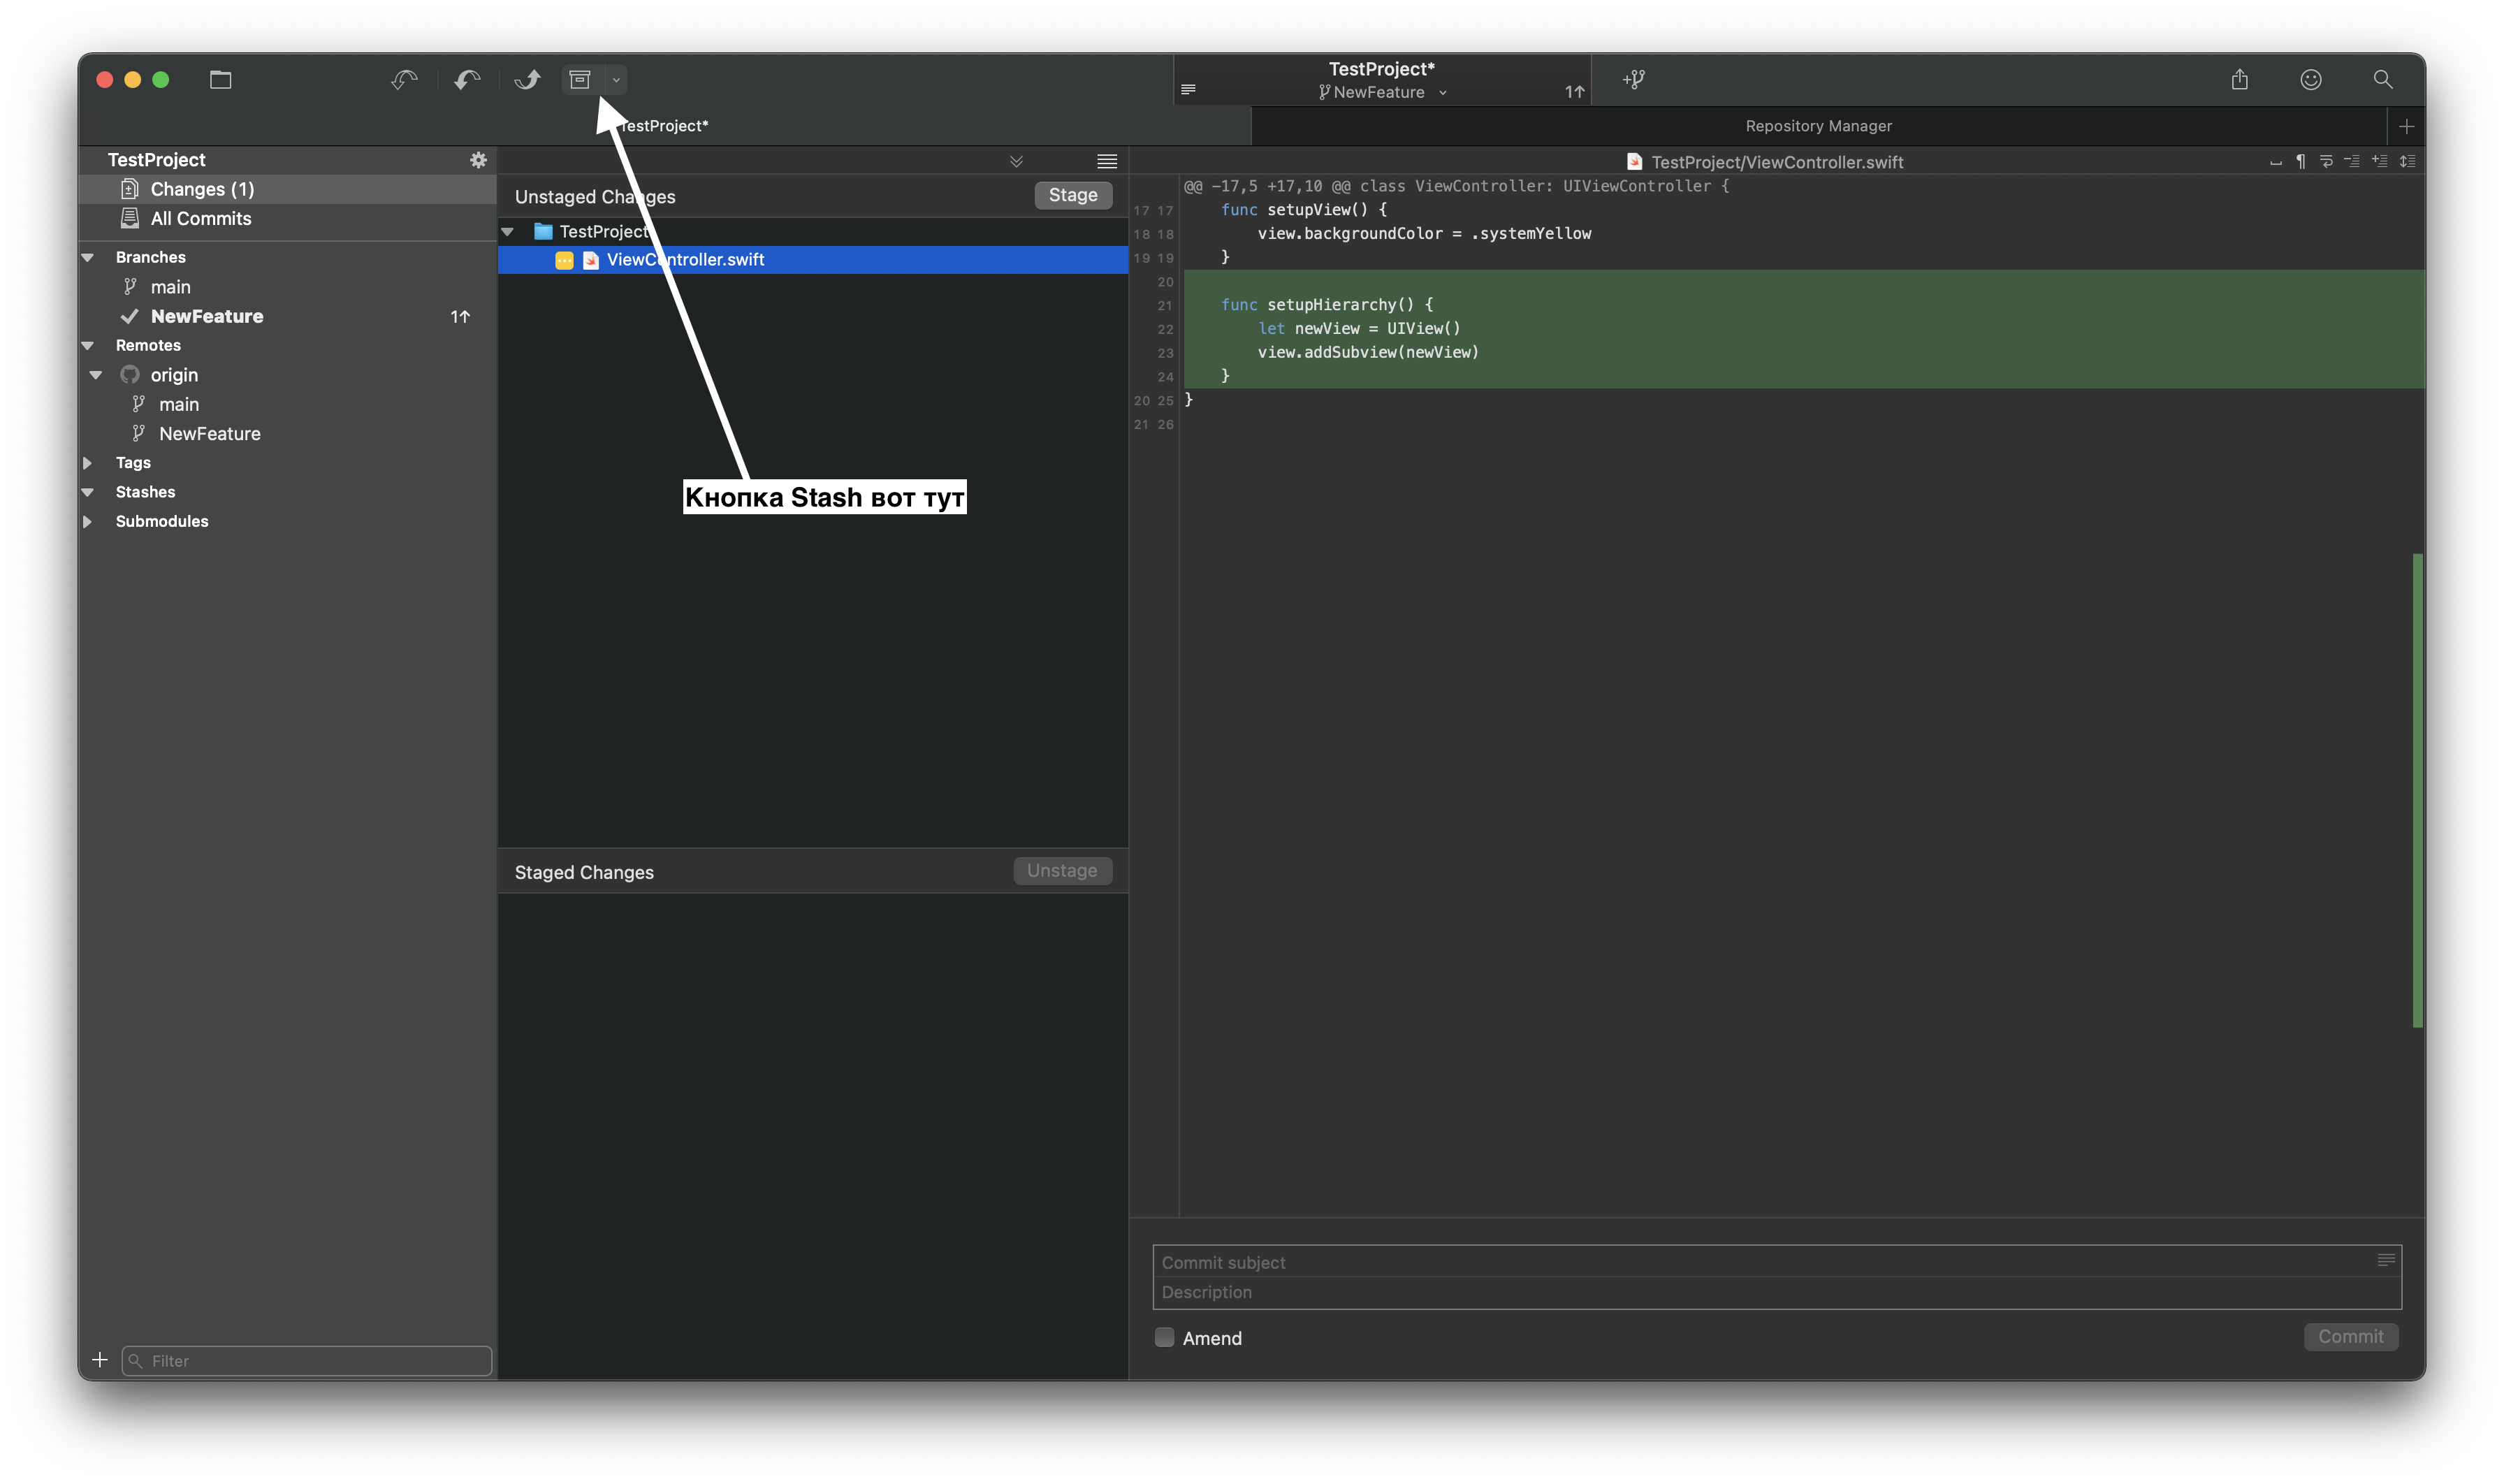 TestProject*
NewFeature
1↑
TestProject*
Repository Manager
TestProject
Changes (1)
All Commits
Branches
main
NewFeature 1↑
Remotes
origin
main
NewFeature
Tags
Stashes
Submodules
Filter
Unstaged Changes
Stage
TestProject
ViewController.swift
Кнопка Stash вот тут
Staged Changes
Unstage
TestProject/ViewController.swift
@@ -17,5 +17,10 @@ class ViewController: UIViewController {
17 17 func setupView() {
18 18 view.backgroundColor = .systemYellow
19 19 }
20
21 func setupHierarchy() {
22 let newView = UIView()
23 view.addSubview(newView)
24 }
20 25 }
21 26
Commit subject
Description
Amend
Commit